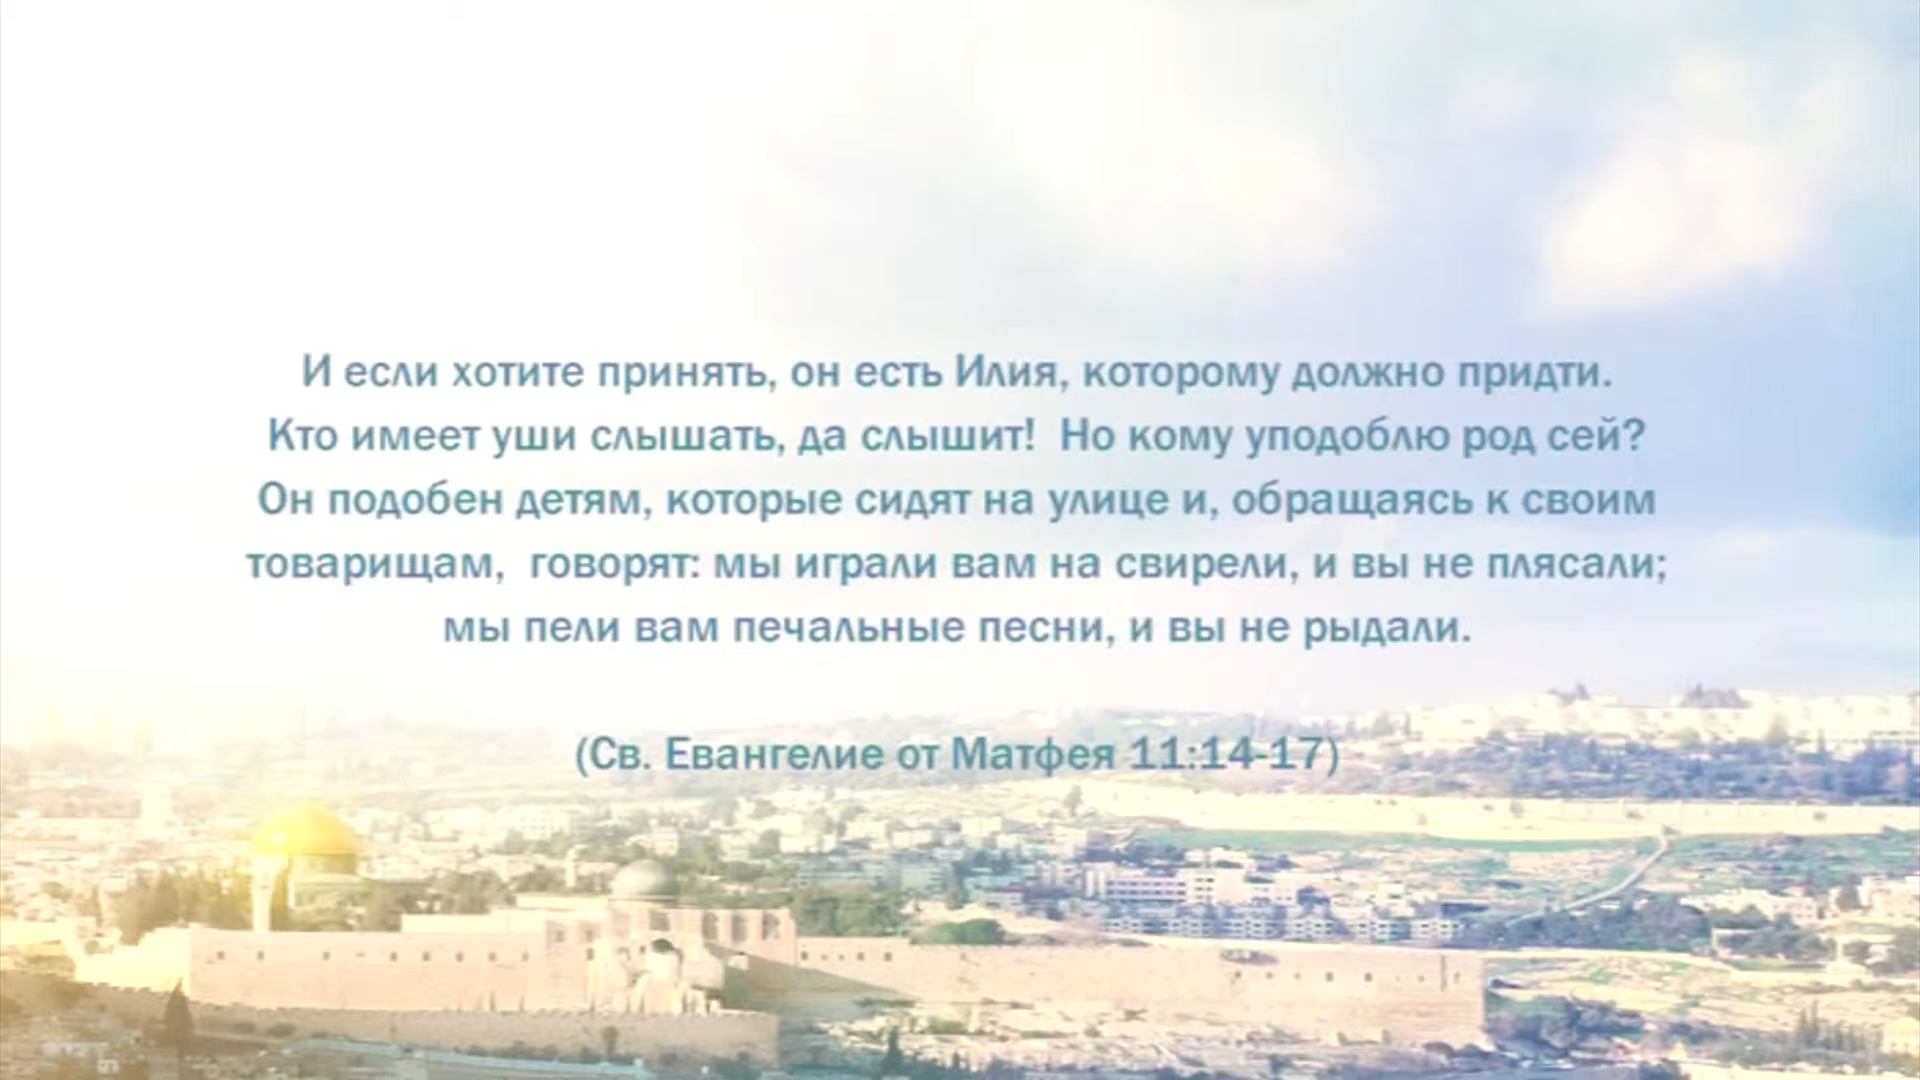 И если хотите принять, он есть Илия, которому должно придти.
Кто имеет уши слышать, да слышит! Но кому уподоблю род сей?
Он подобен детям, которые сидят на улице и, обращаясь к своим
товарищам, говорят: мы играли вам на свирели, и вы не плясали;
мы пели вам печальные песни, и вы не рыдали.
(Св. Евангелие от Матфея 11:14-17)